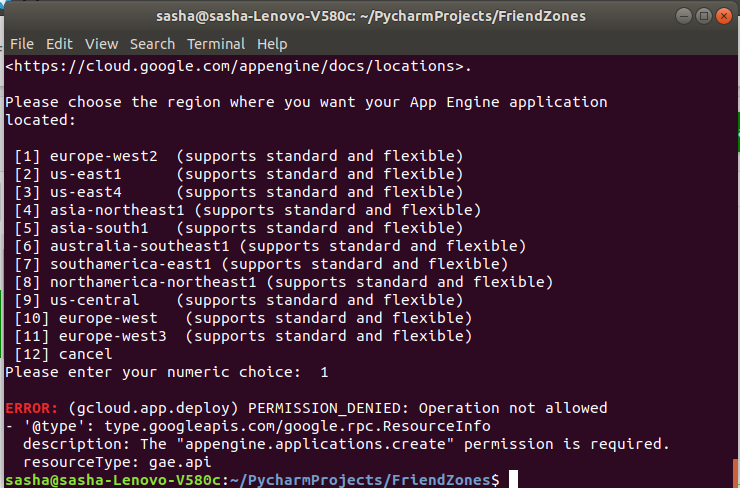 sasha@sasha-Lenovo-V580c: ~/PycharmProjects/FriendZones
File Edit View Search Terminal Help
<https://cloud.google.com/appengine/docs/locations>.
Please choose the region where you want your App Engine application
located:
[1] europe-west2  (supports standard and flexible)
[2] us-east1      (supports standard and flexible)
[3] us-east4      (supports standard and flexible)
[4] asia-northeast1 (supports standard and flexible)
[5] asia-south1   (supports standard and flexible)
[6] australia-southeast1 (supports standard and flexible)
[7] southamerica-east1 (supports standard and flexible)
[8] northamerica-northeast1 (supports standard and flexible)
[9] us-central    (supports standard and flexible)
[10] europe-west   (supports standard and flexible)
[11] europe-west3  (supports standard and flexible)
[12] cancel
Please enter your numeric choice:  1
ERROR: (gcloud.app.deploy) PERMISSION_DENIED: Operation not allowed
- '@type': type.googleapis.com/google.rpc.ResourceInfo
description: The "appengine.applications.create" permission is required.
resourceType: gae.api
sasha@sasha-Lenovo-V580c:~/PycharmProjects/FriendZones$